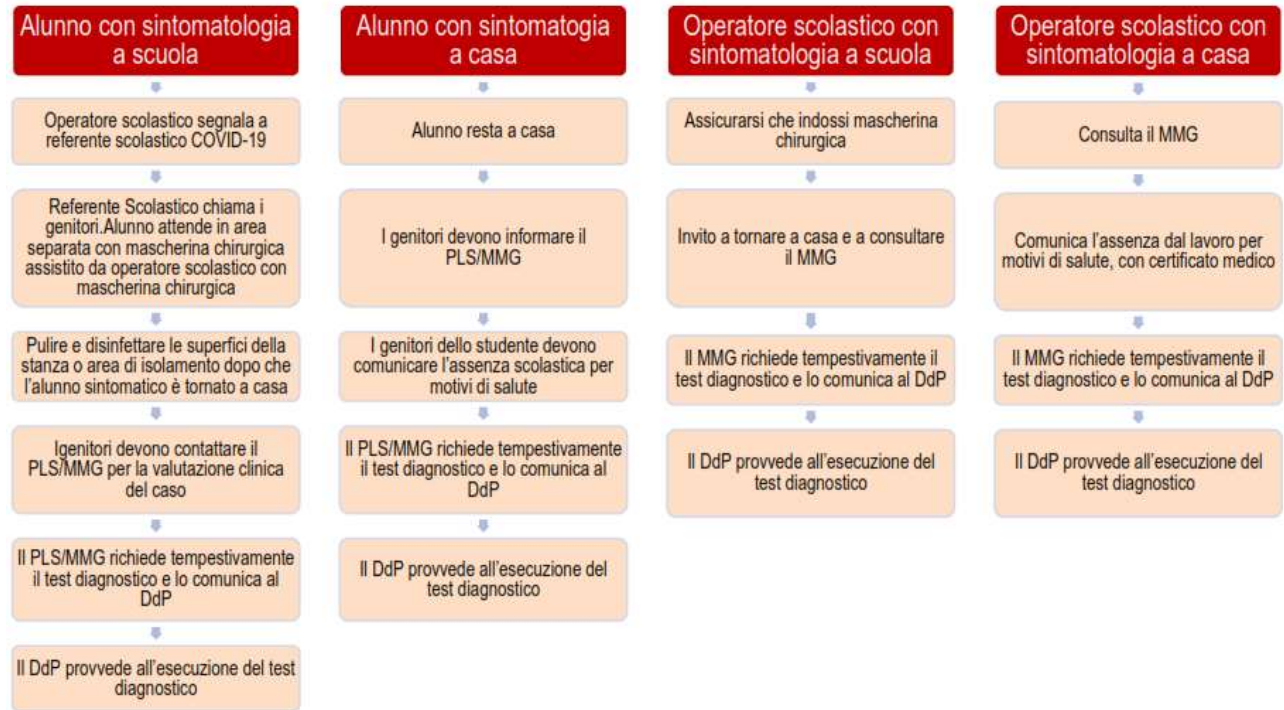 Alunno con sintomatologia
a scuola
Operatore scolastico segnala a
referente scolastico COVID-19
Referente Scolastico chiama i
genitori.Alunno attende in area
separata con mascherina chirurgica
assistito da operatore scolastico con
mascherina chirurgica
Pulire e disinfettare le superfici della
stanza o area di isolamento dopo che
l'alunno sintomatico è tornato a casa
Igenitori devono contattare il
PLS/MMG per la valutazione clinica
del caso
Il PLS/MMG richiede tempestivamente
il test diagnostico e lo comunica al
DdP
Il DdP provvede all'esecuzione del test
diagnostico
Alunno con sintomatogia
a casa
Alunno resta a casa
I genitori devono informare il
PLS/MMG
I genitori dello studente devono
comunicare l'assenza scolastica per
motivi di salute
Il PLS/MMG richiede tempestivamente
il test diagnostico e lo comunica al
DdP
Il DdP provvede all'esecuzione del
test diagnostico
Operatore scolastico con
sintomatologia a scuola
Assicurarsi che indossi mascherina
chirurgica
Invito a tornare a casa e a consultare
il MMG
Il MMG richiede tempestivamente il
test diagnostico e lo comunica al DdP
Il DdP provvede all'esecuzione del
test diagnostico
Operatore scolastico con
sintomatologia a casa
Consulta il MMG
Comunica l'assenza dal lavoro per
motivi di salute, con certificato medico
Il MMG richiede tempestivamente il
test diagnostico e lo comunica al DdP
Il DdP provvede all'esecuzione del
test diagnostico